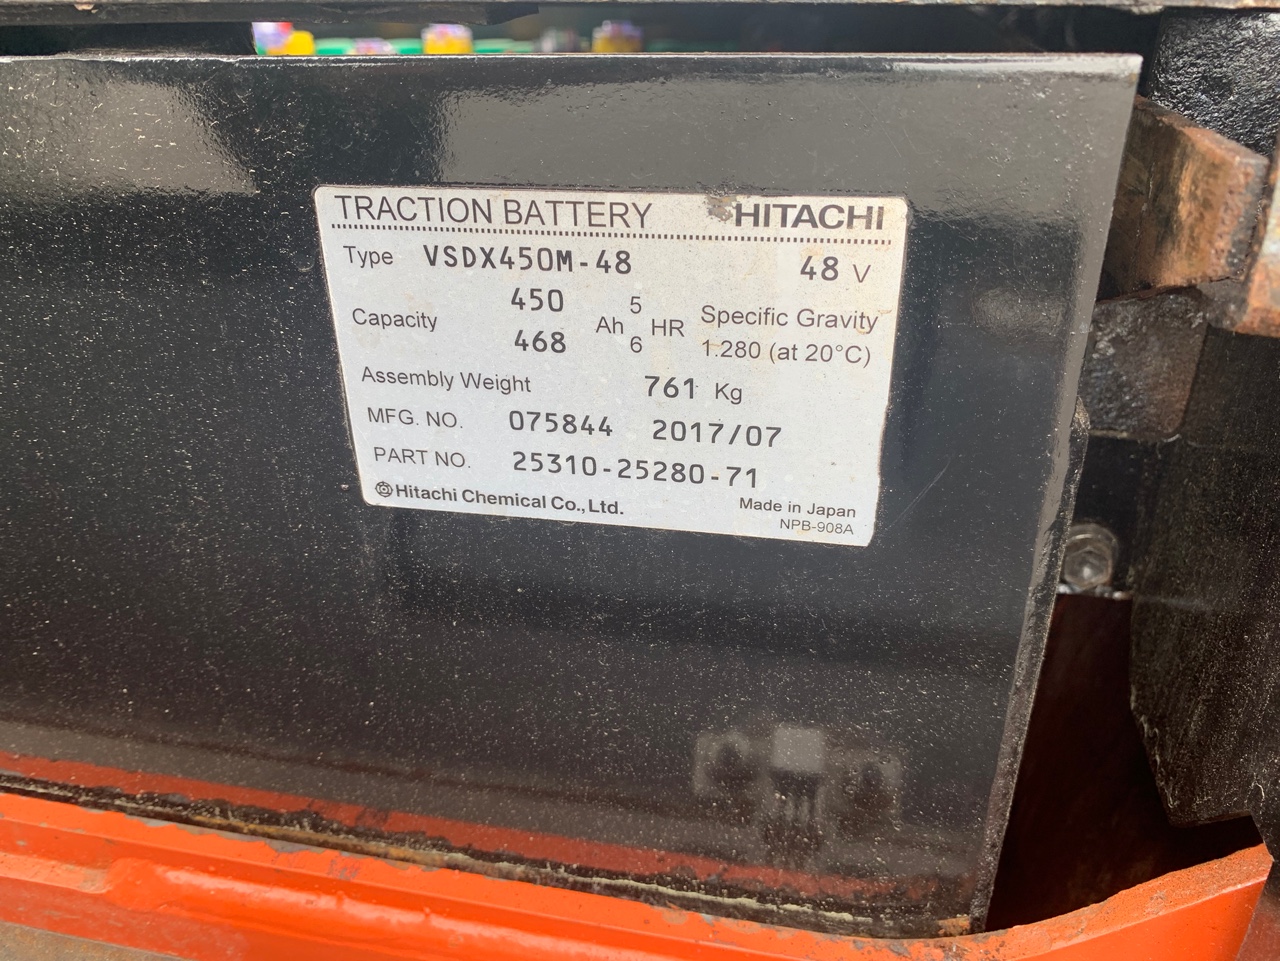 TRACTION BATTERY HITACHI
Type VSDX450M-48 48 V
450 5
Capacity Ah HR Specific Gravity
468 6 1.280 (at 20°C)
Assembly Weight 761 Kg
MFG. NO. 075844 2017/07
PART NO. 25310-25280-71
Hitachi Chemical Co., Ltd. Made in Japan
NPB-908A